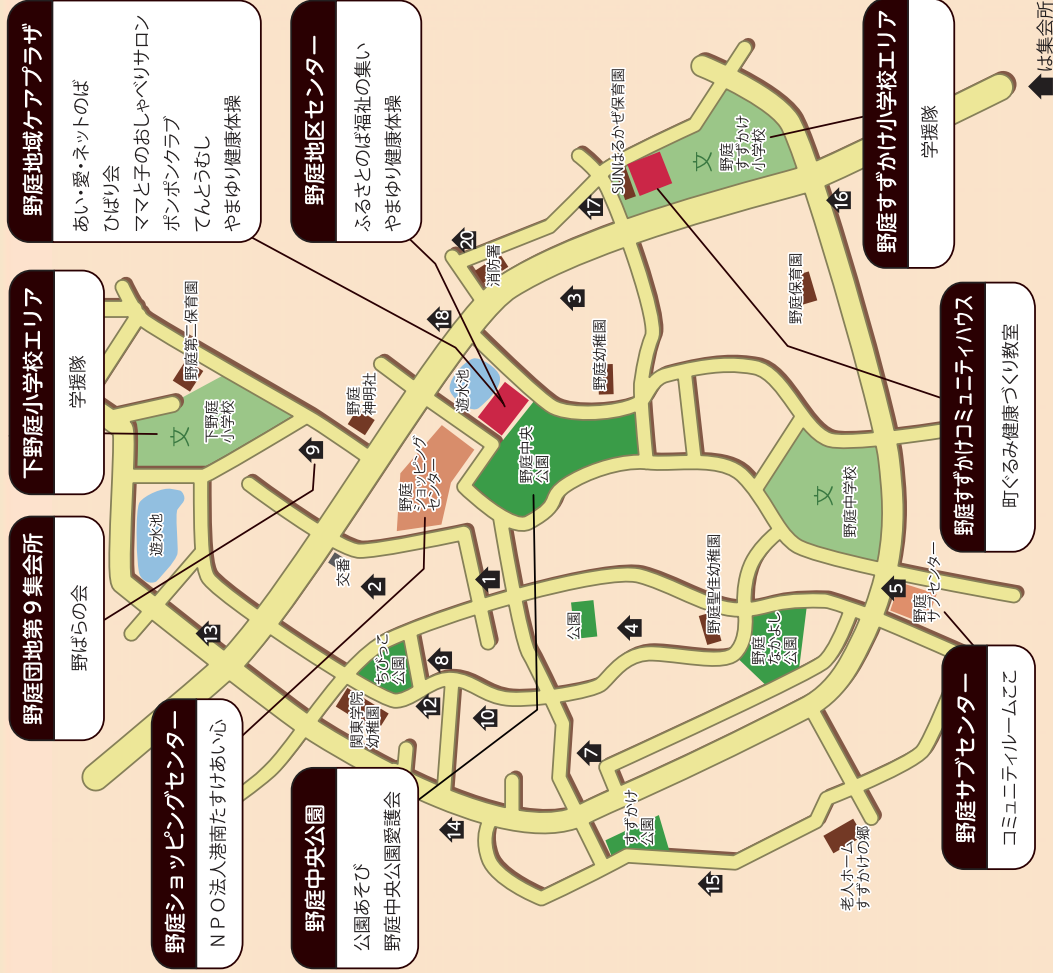 野庭地域ケアプラザ
あい・愛・ネットのば
ひばり会
ママと子のおしゃべりサロン
ポンポンクラブ
てんとうむし
やまゆり健康体操
野庭地区センター
ふるさとのば福祉の集い
やまゆり健康体操
野庭すずかけ小学校エリア
学援隊
は集会所
下野庭小学校エリア
学援隊
野庭すずかけコミュニティハウス
町ぐるみ健康づくり教室
野庭団地第9集会所
野ばらの会
野庭サブセンター
コミュニティルームここ
野庭ショッピングセンター
NPO法人港南たすけあい心
野庭中央公園
公園あそび
野庭中央公園愛護会
SUNはるかぜ保育園
文
野庭
すずかけ
小学校
17
16
20
消防署
18
3
野庭保育園
野庭第二保育園
野庭幼稚園
遊水池
野庭
神明社
文
下野庭
小学校
9
野庭
ショッピング
センター
野庭中央
公園
文
野庭中学校
遊水池
交番
2
1
公園
4
野庭聖佳幼稚園
5
野庭
サブセンター
野庭
なかよし
公園
13
ちびっこ
公園
8
12
10
関東学院
幼稚園
7
14
すずかけ
公園
15
老人ホーム
すずかけの郷